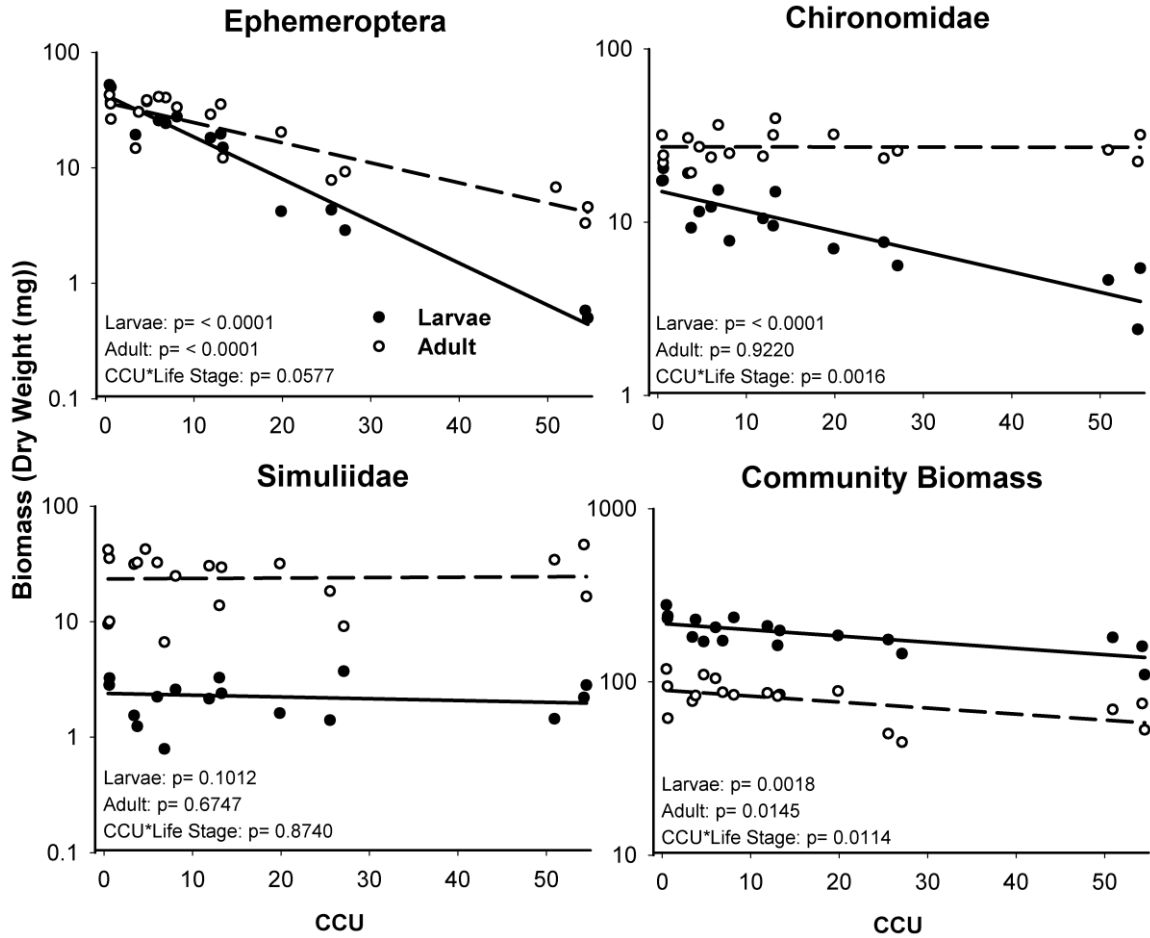 Ephemeroptera
100
10
1
0.1
Larvae
Adult
Larvae: p= < 0.0001
Adult: p= < 0.0001
CCU*Life Stage: p= 0.0577
0 10 20 30 40 50
Chironomidae
100
10
1
Larvae: p= < 0.0001
Adult: p= 0.9220
CCU*Life Stage: p= 0.0016
0 10 20 30 40 50
Biomass (Dry Weight (mg))
Simuliidae
100
10
1
0.1
Larvae: p= 0.1012
Adult: p= 0.6747
CCU*Life Stage: p= 0.8740
0 10 20 30 40 50
CCU
Community Biomass
1000
100
10
Larvae: p= 0.0018
Adult: p= 0.0145
CCU*Life Stage: p= 0.0114
0 10 20 30 40 50
CCU